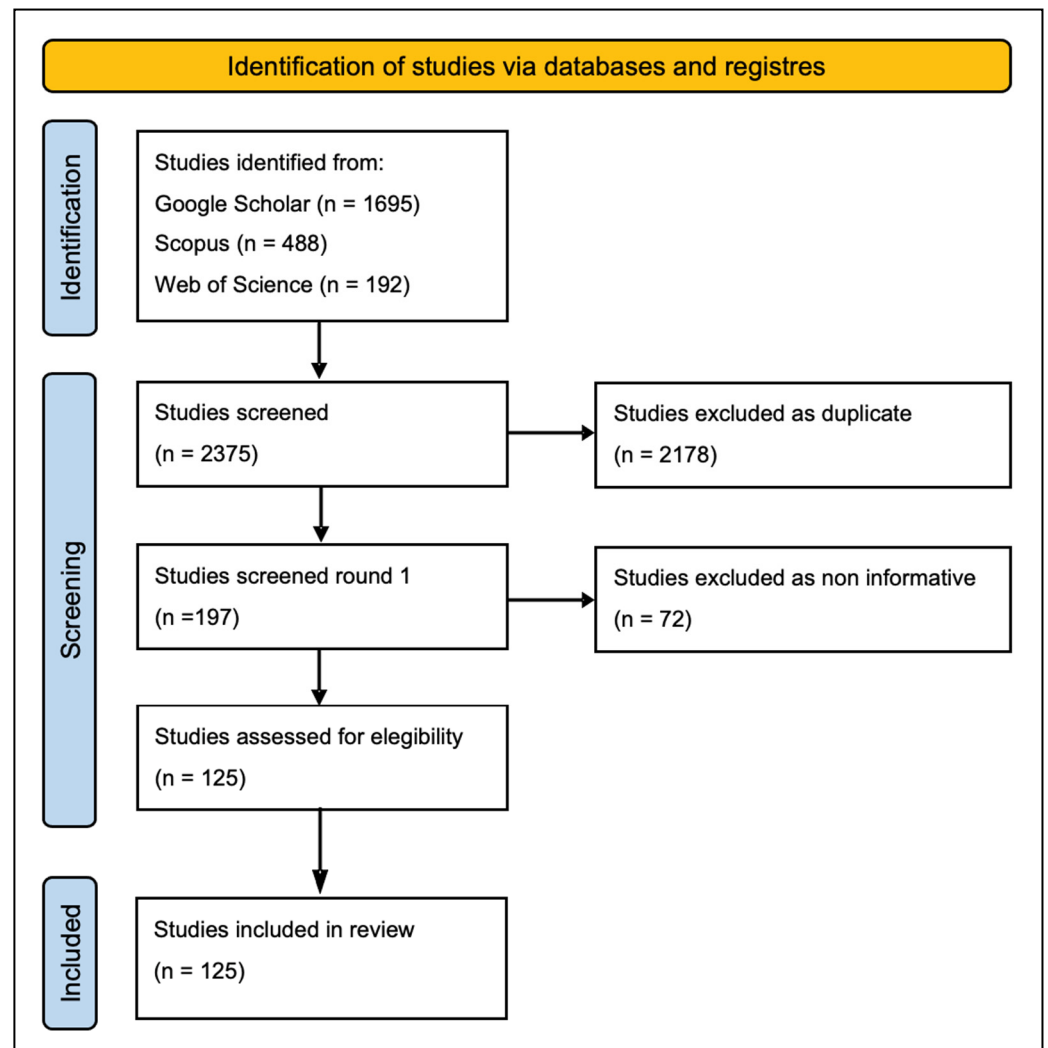 Identification of studies via databases and registres
Identification
Studies identified from:
Google Scholar (n = 1695)
Scopus (n = 488)
Web of Science (n = 192)
Screening
Studies screened
(n = 2375)
Studies excluded as duplicate
(n = 2178)
Studies screened round 1
(n =197)
Studies excluded as non informative
(n = 72)
Studies assessed for elegibility
(n = 125)
Included
Studies included in review
(n = 125)